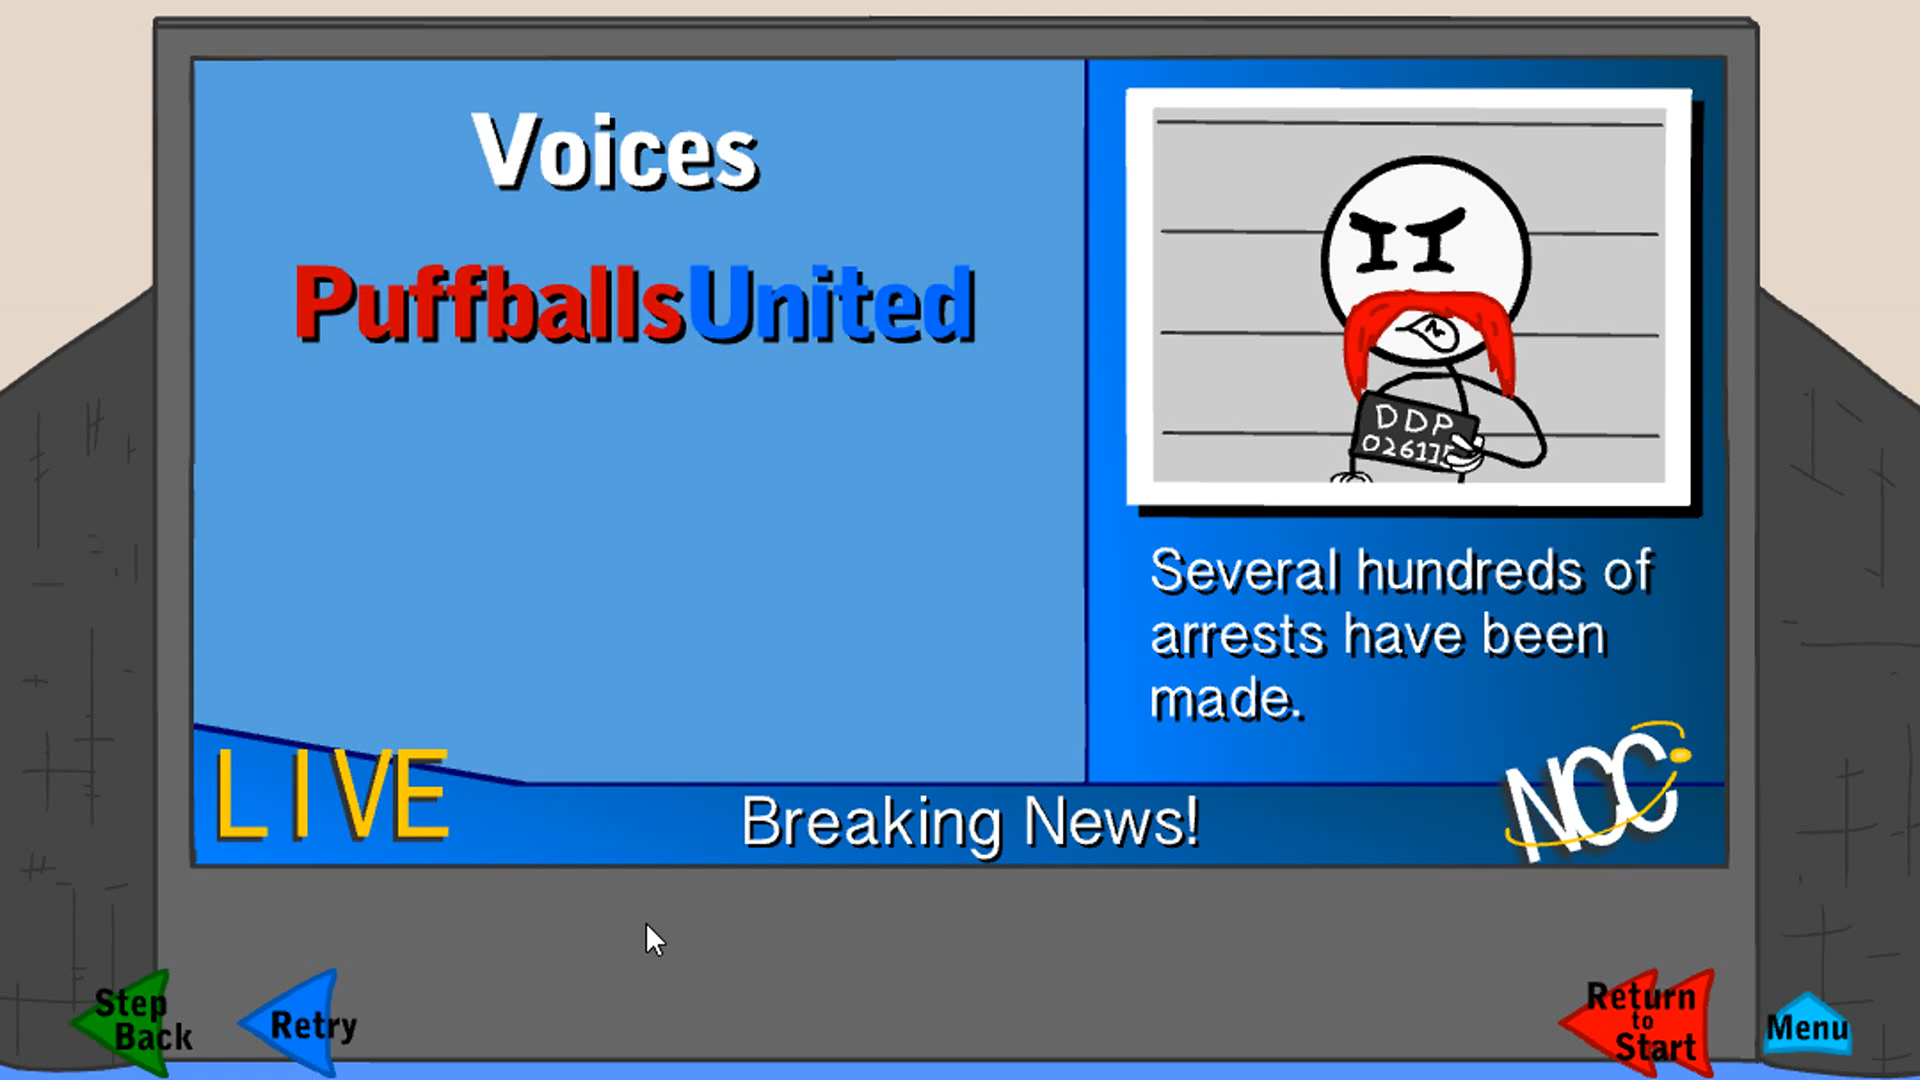 Voices
PuffballsUnited
DDP
Several hundreds of
arrests have been
made.
LIVE
Breaking News!
NCC
Step
Back
Retry
Return
to
Start
Menu